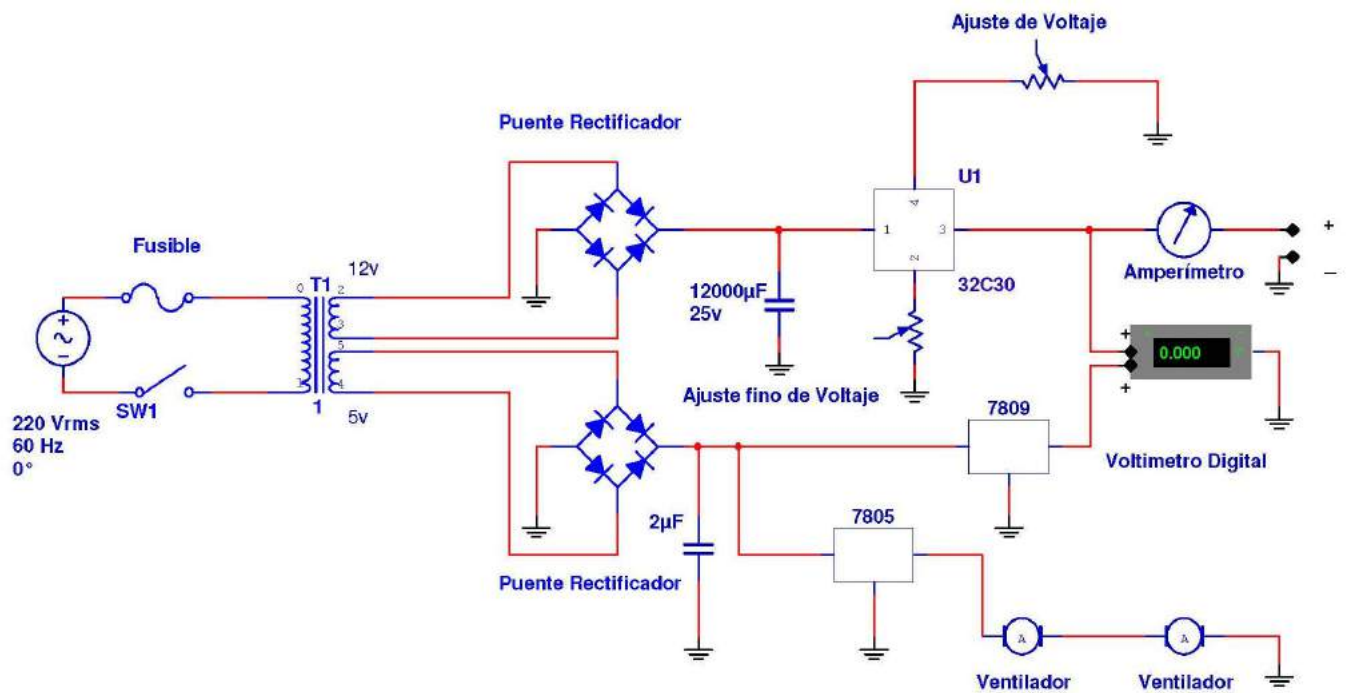 Ajuste de Voltaje
Puente Rectificador
U1
4
1
3
2
32C30
+
Amperímetro
–
Fusible
12v
0
T1
2
3
5
1
4
1
5v
SW1
220 Vrms
60 Hz
0°
12000µF
25v
Ajuste fino de Voltaje
+
0.000
+
Voltimetro Digital
7809
2µF
7805
Puente Rectificador
A
A
Ventilador
Ventilador